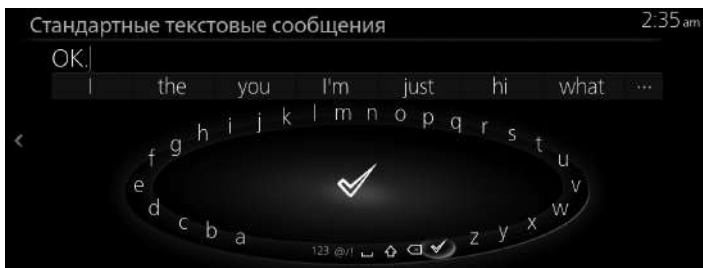 Стандартные текстовые сообщения 2:35 am
OK.
I the you I'm just hi what ...
a b c d e f g h i j k l m n o p q r s t u v w x y z
123 @/!